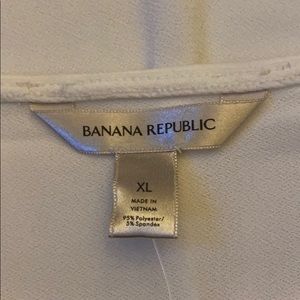 BANANA REPUBLIC
XL
MADE IN
VIETNAM
95% Polyester/
5% Spandex